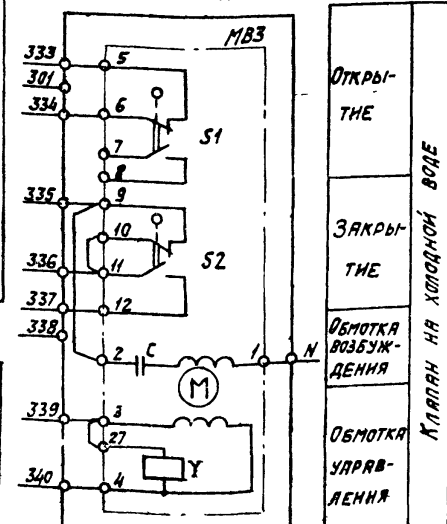 МВ3
333
5
301
334
6
S1
7
8
335
9
10
S2
336
11
337
12
338
2
C
1
N
М
339
3
27
Y
340
4
ОТКРЫ-
ТИЕ
ЗАКРЫ-
ТИЕ
ОБМОТКА
ВОЗБУЖ-
ДЕНИЯ
ОБМОТКА
УПРАВ-
ЛЕНИЯ
КЛАПАН НА ХОЛОДНОЙ ВОДЕ